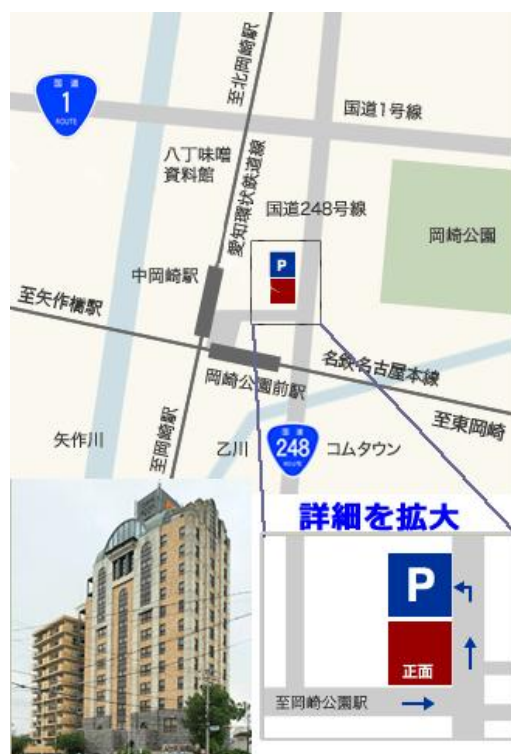 至北岡崎駅
国道
1
ROUTE
国道1号線
八丁味噌
資料館
愛知環状鉄道線
国道248号線
岡崎公園
P
中岡崎駅
至矢作橋駅
名鉄名古屋本線
岡崎公園前駅
至東岡崎
至岡崎駅
矢作川
乙川
国道
248
ROUTE
コムタウン
詳細を拡大
P
正面
至岡崎公園駅